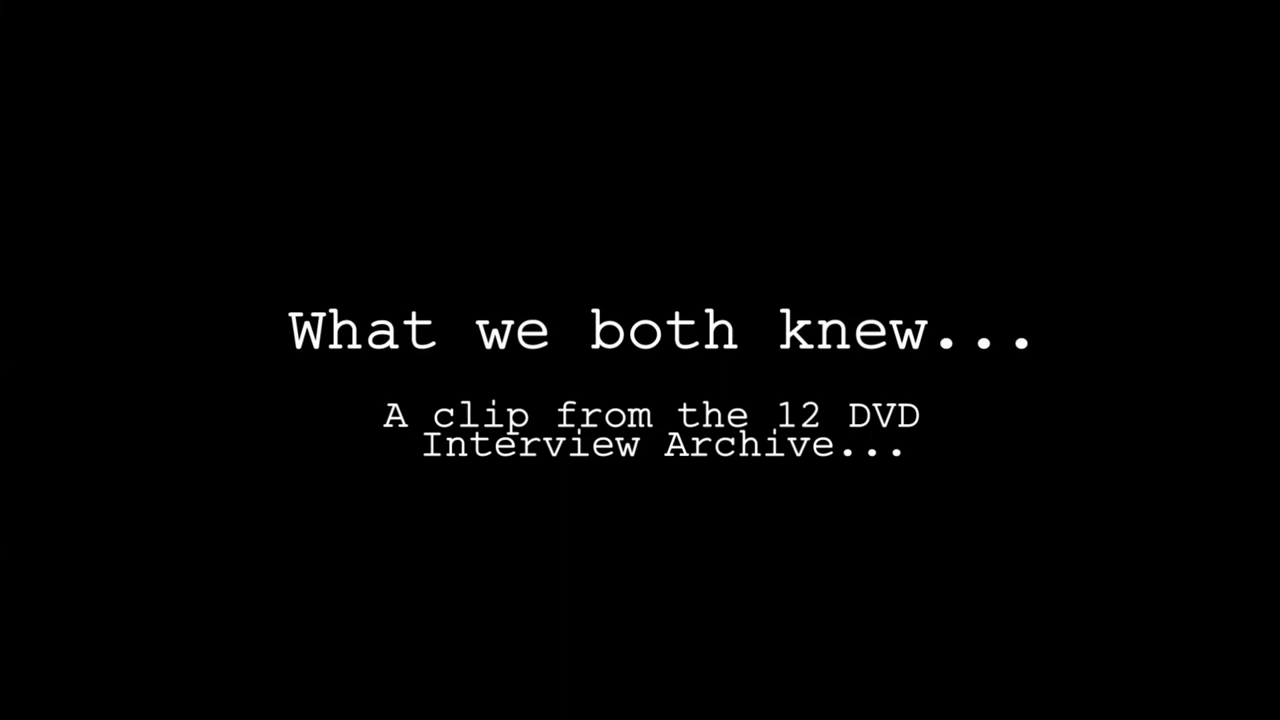 What we both knew...
A clip from the 12 DVD
Interview Archive...